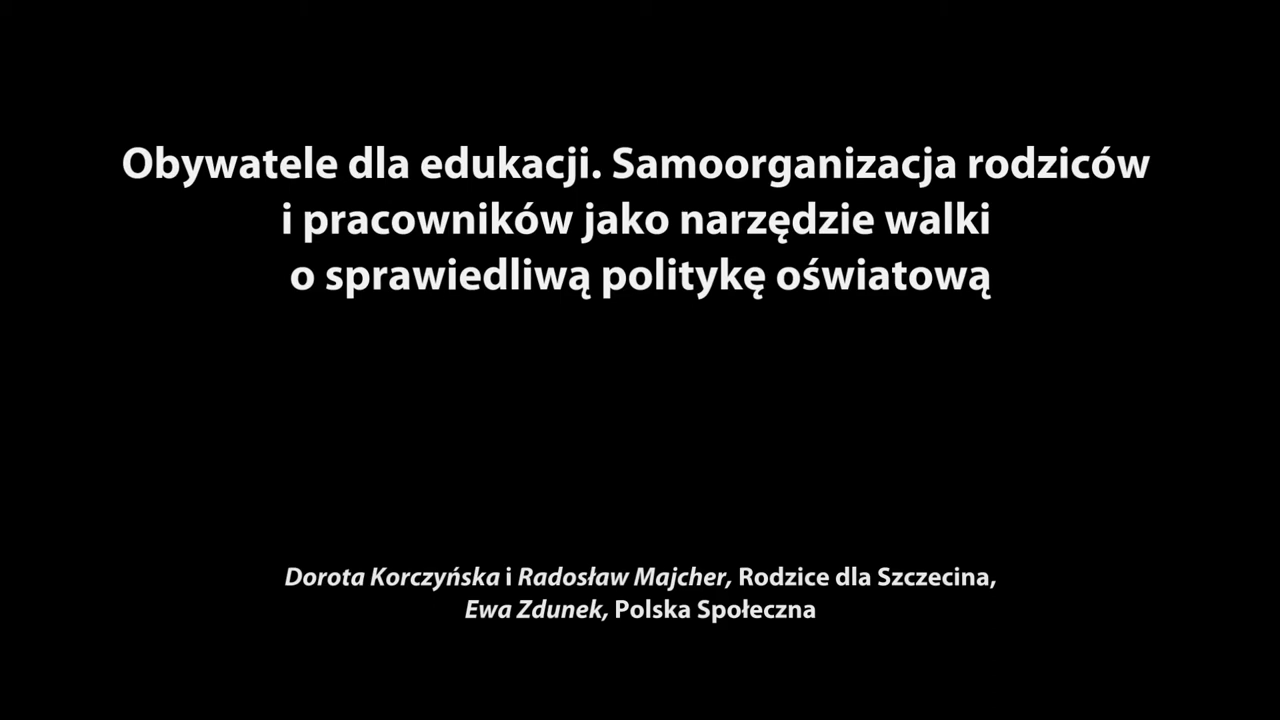 Obywatele dla edukacji. Samoorganizacja rodziców
i pracowników jako narzędzie walki
o sprawiedliwą politykę oświatową
Dorota Korczyńska i Radosław Majcher, Rodzice dla Szczecina,
Ewa Zdunek, Polska Społeczna